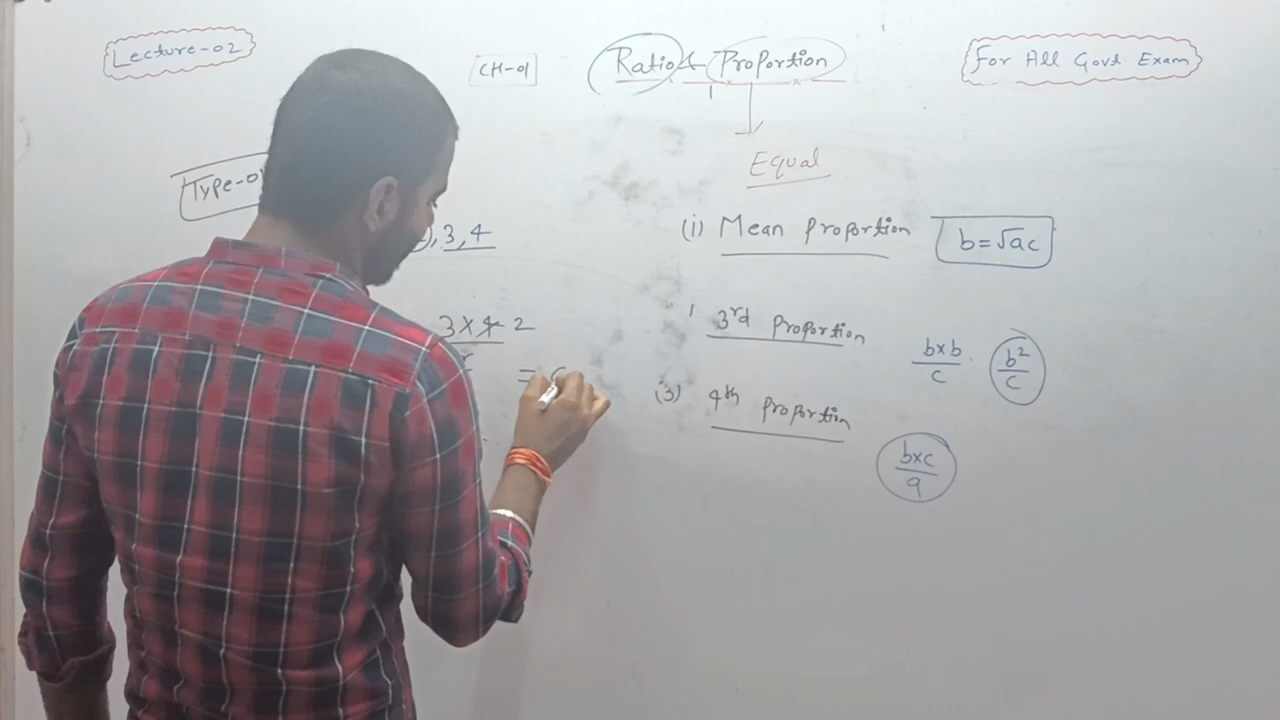 Lecture-02
CH-01
Ratio & Proportion
For All Govt Exam
Equal
Type-0
3, 4
3×4 2
=
(i) Mean Proportion
b=√ac
3rd Proportion
b×b
c
b²
c
(3) 4th Proportion
b×c
a